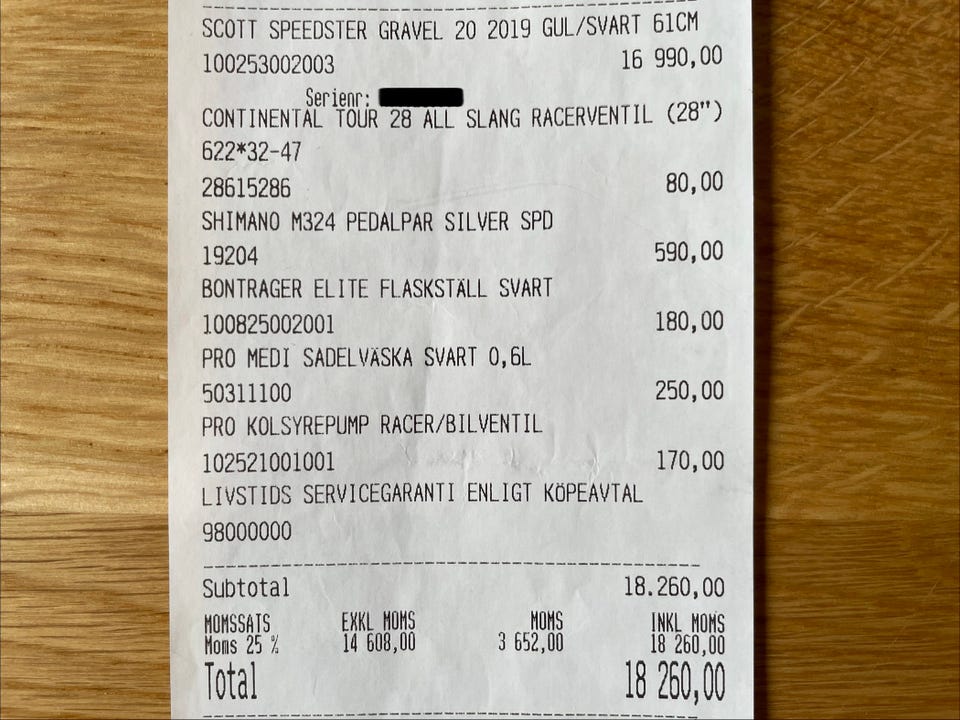 SCOTT SPEEDSTER GRAVEL 20 2019 GUL/SVART 61CM
100253002003 16 990,00
Serienr:
CONTINENTAL TOUR 28 ALL SLANG RACERVENTIL (28")
622*32-47
28615286 80,00
SHIMANO M324 PEDALPAR SILVER SPD
19204 590,00
BONTRAGER ELITE FLASKSTÄLL SVART
100825002001 180,00
PRO MEDI SADELVÄSKA SVART 0,6L
50311100 250,00
PRO KOLSYREPUMP RACER/BILVENTIL
102521001001 170,00
LIVSTIDS SERVICEGARANTI ENLIGT KÖPEAVTAL
98000000
Subtotal 18.260,00
MOMSSATS EXKL MOMS MOMS INKL MOMS
Moms 25 % 14 608,00 3 652,00 18 260,00
Total 18 260,00